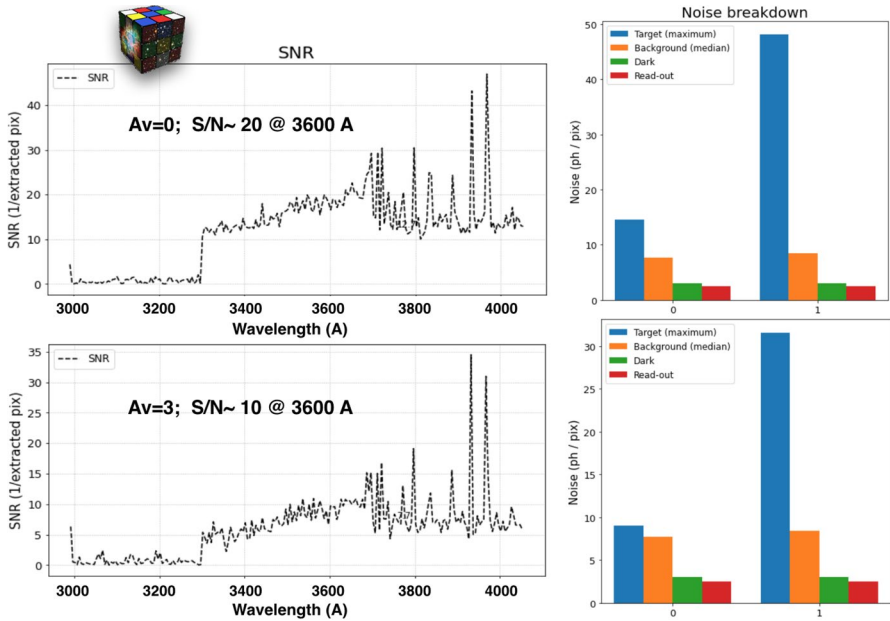 SNR
SNR
Av=0; S/N~ 20 @ 3600 A
SNR (1/extracted pix)
40
30
20
10
0
3000 3200 3400 3600 3800 4000
Wavelength (A)
Noise breakdown
Target (maximum)
Background (median)
Dark
Read-out
Noise (ph / pix)
50
40
30
20
10
0
0 1
SNR
Av=3; S/N~ 10 @ 3600 A
SNR (1/extracted pix)
35
30
25
20
15
10
5
0
3000 3200 3400 3600 3800 4000
Wavelength (A)
Target (maximum)
Background (median)
Dark
Read-out
Noise (ph / pix)
30
25
20
15
10
5
0
0 1